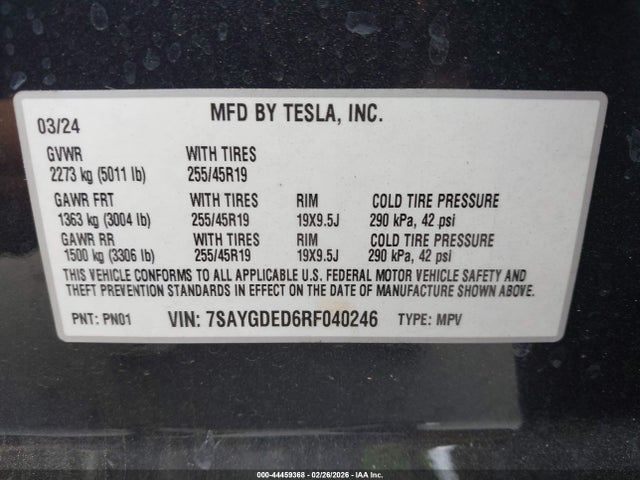 MFD BY TESLA, INC.
03/24
GVWR WITH TIRES
2273 kg (5011 lb) 255/45R19
GAWR FRT WITH TIRES RIM COLD TIRE PRESSURE
1363 kg (3004 lb) 255/45R19 19X9.5J 290 kPa, 42 psi
GAWR RR WITH TIRES RIM COLD TIRE PRESSURE
1500 kg (3306 lb) 255/45R19 19X9.5J 290 kPa, 42 psi
THIS VEHICLE CONFORMS TO ALL APPLICABLE U.S. FEDERAL MOTOR VEHICLE SAFETY AND
THEFT PREVENTION STANDARDS IN EFFECT ON THE DATE OF MANUFACTURE SHOWN ABOVE.
PNT: PN01 VIN: 7SAYGDED6RF040246 TYPE: MPV
000-44459368 - 02/26/2026 - IAA Inc.